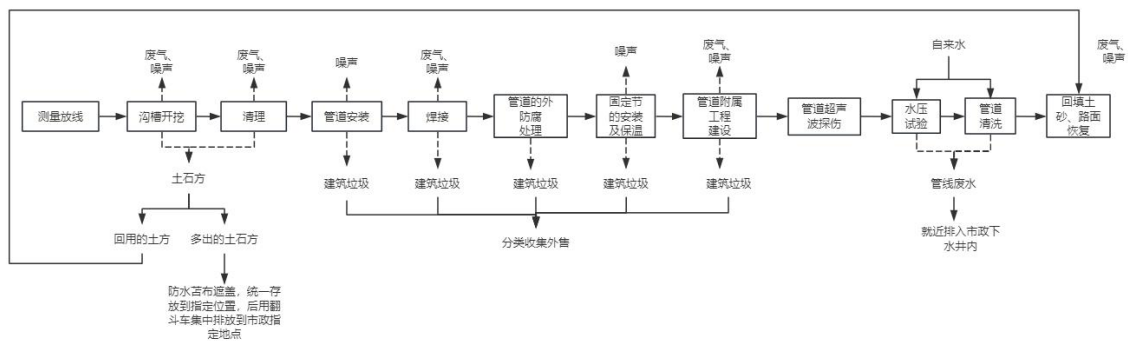 废气、
噪声
废气、
噪声
噪声
废气、
噪声
噪声
废气、
噪声
自来水
废气、
噪声
测量放线
沟槽开挖
清理
管道安装
焊接
管道的外
防腐
处理
固定节
的安装
及保温
管道附属
工程
建设
管道超声
波探伤
水压
试验
管道
清洗
回填土
砂、路面
恢复
土石方
建筑垃圾
建筑垃圾
建筑垃圾
建筑垃圾
建筑垃圾
管线废水
回用的土方
多出的土石方
分类收集外售
就近排入市政下
水井内
防水苫布遮盖，统一存
放到指定位置，后用翻
斗车集中排放到市政指
定地点